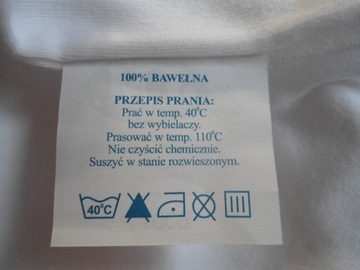 100% BAWEŁNA
PRZEPIS PRANIA:
Prać w temp. 40°C
bez wybielaczy.
Prasować w temp. 110°C
Nie czyścić chemicznie.
Suszyć w stanie rozwieszonym.
40°C